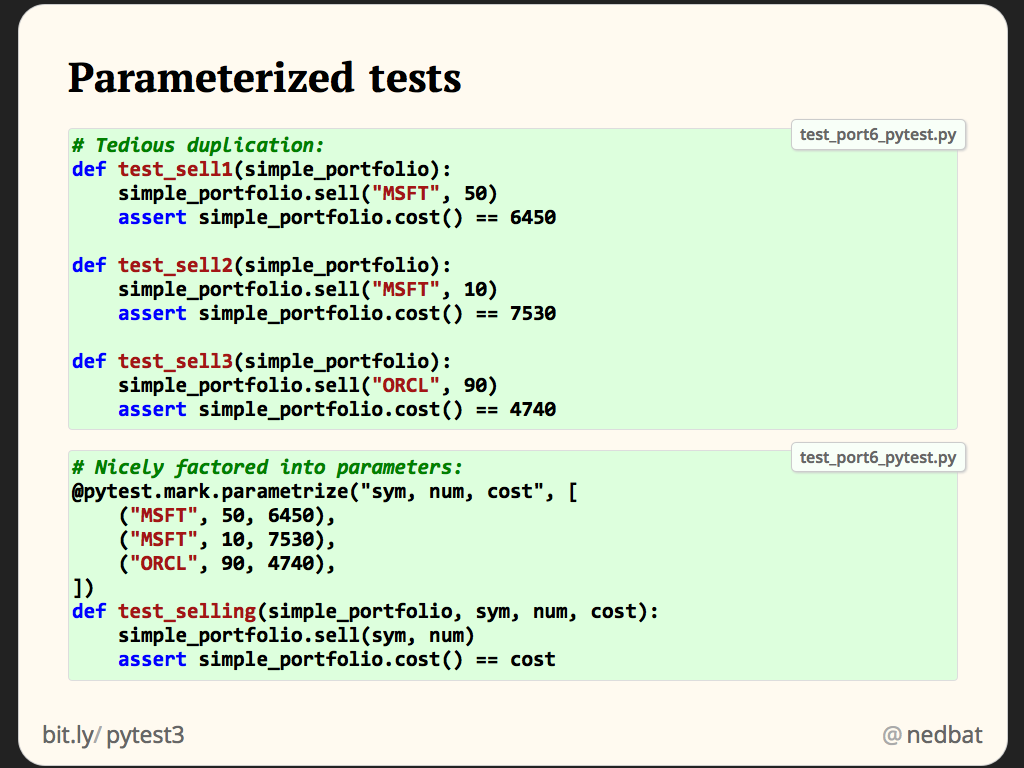 Parameterized tests
test_port6_pytest.py
# Tedious duplication:
def test_sell1(simple_portfolio):
    simple_portfolio.sell("MSFT", 50)
    assert simple_portfolio.cost() == 6450

def test_sell2(simple_portfolio):
    simple_portfolio.sell("MSFT", 10)
    assert simple_portfolio.cost() == 7530

def test_sell3(simple_portfolio):
    simple_portfolio.sell("ORCL", 90)
    assert simple_portfolio.cost() == 4740
test_port6_pytest.py
# Nicely factored into parameters:
@pytest.mark.parametrize("sym, num, cost", [
    ("MSFT", 50, 6450),
    ("MSFT", 10, 7530),
    ("ORCL", 90, 4740),
])
def test_selling(simple_portfolio, sym, num, cost):
    simple_portfolio.sell(sym, num)
    assert simple_portfolio.cost() == cost
bit.ly/pytest3
@nedbat